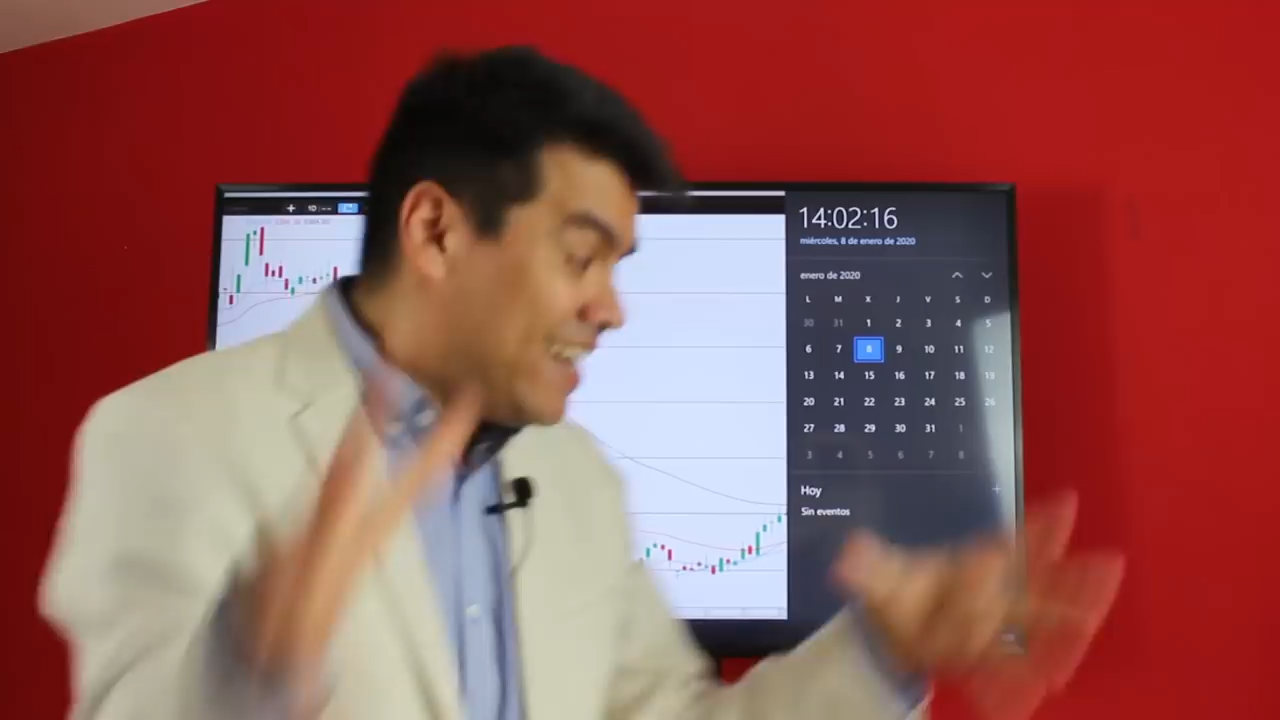 1D
14:02:16
miércoles, 8 de enero de 2020
enero de 2020
L M X J V S D
30 31 1 2 3 4 5
6 7 8 9 10 11 12
13 14 15 16 17 18 19
20 21 22 23 24 25 26
27 28 29 30 31 1
3 4 5 6 7 8
Hoy
Sin eventos